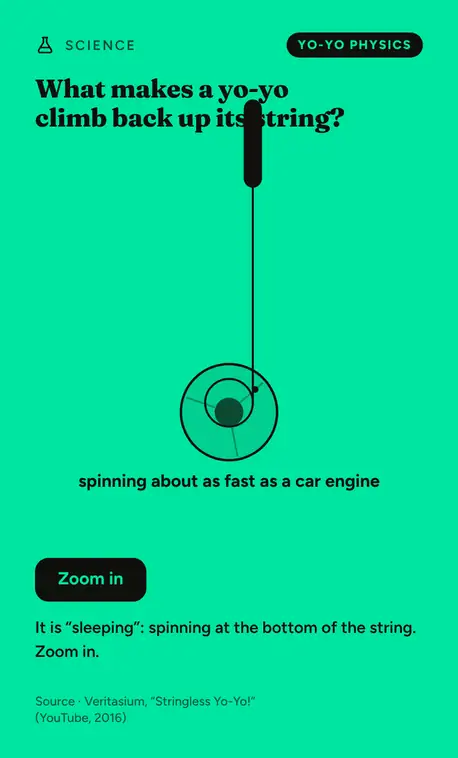 SCIENCE
YO-YO PHYSICS
What makes a yo-yo
climb back up its string?
spinning about as fast as a car engine
Zoom in
It is “sleeping”: spinning at the bottom of the string.
Zoom in.
Source · Veritasium, “Stringless Yo-Yo!”
(YouTube, 2016)